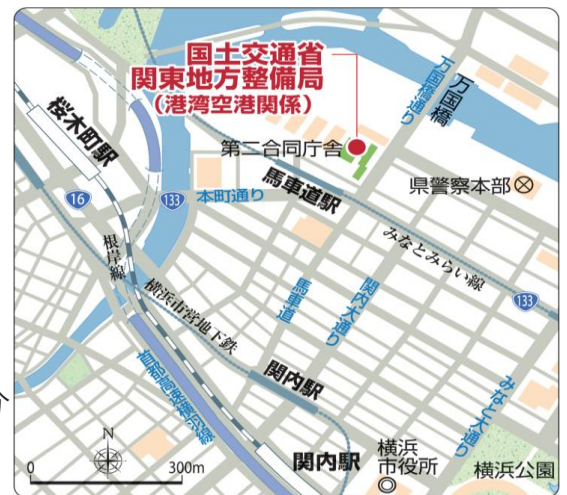 国土交通省
関東地方整備局
（港湾空港関係）
万国橋通り
万国橋
桜木町駅
第二合同庁舎
県警察本部
16
133
本町通り
馬車道駅
みなとみらい線
根岸線
横浜市営地下鉄
馬車道
関内大通り
133
首都高速横羽線
関内駅
みなと大通り
分
N
0 300m
関内駅
横浜
市役所
横浜公園